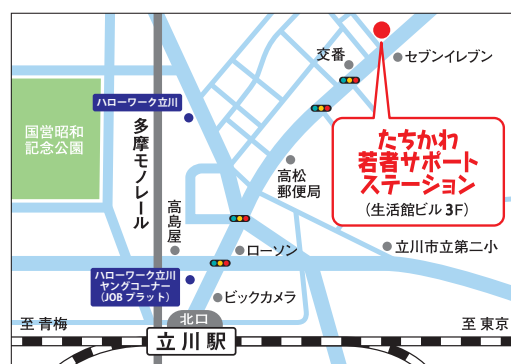 交番
セブンイレブン
ハローワーク立川
国営昭和
記念公園
多摩モノレール
たちかわ
若者サポート
ステーション
(生活館ビル3F)
高松
郵便局
高島屋
ローソン
立川市立第二小
ハローワーク立川
ヤングコーナー
(JOBプラット)
ビックカメラ
北口
至 青梅
立川駅
至 東京